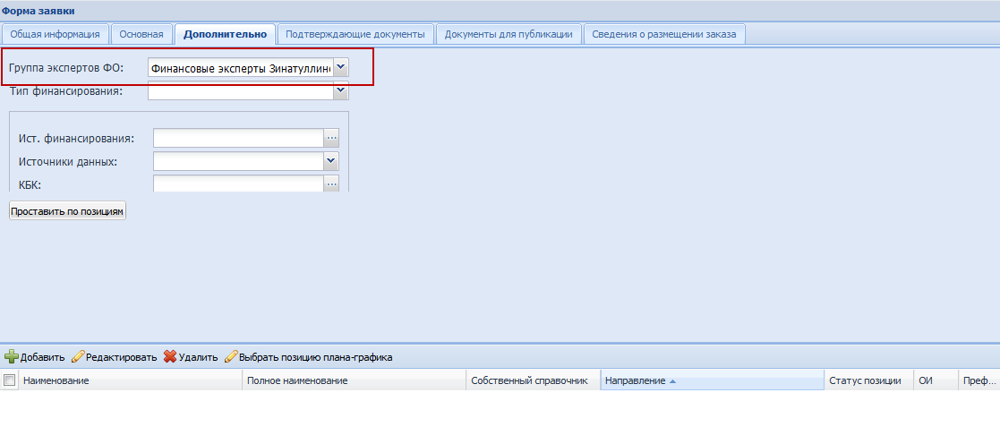 Форма заявки
Общая информация Основная Дополнительно Подтверждающие документы Документы для публикации Сведения о размещении заказа
Группа экспертов ФО: Финансовые эксперты Зинатуллинс
Тип финансирования:
Ист. финансирования: ...
Источники данных:
КБК: ...
Проставить по позициям
Добавить Редактировать Удалить Выбрать позицию плана-графика
Наименование Полное наименование Собственный справочник Направление Статус позиции ОИ Преф...